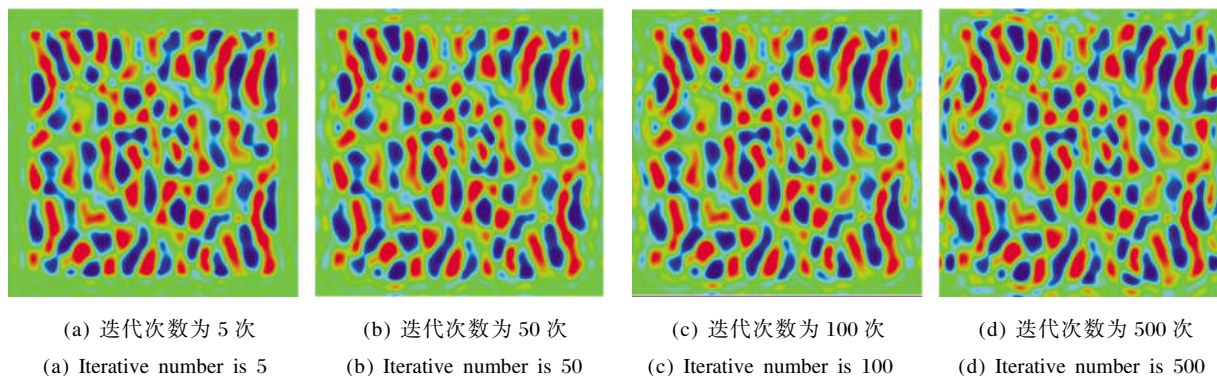 (a) 迭代次数为 5 次
(b) 迭代次数为 50 次
(c) 迭代次数为 100 次
(d) 迭代次数为 500 次
(a) Iterative number is 5
(b) Iterative number is 50
(c) Iterative number is 100
(d) Iterative number is 500